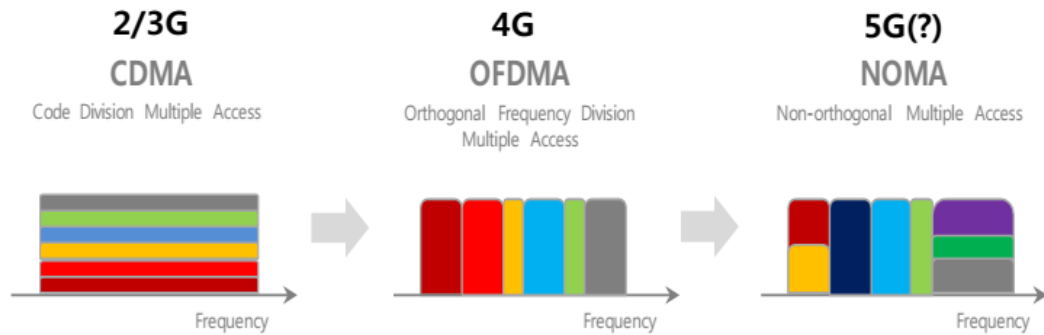 2/3G
CDMA
Code Division Multiple Access
Frequency
4G
OFDMA
Orthogonal Frequency Division
Multiple Access
Frequency
5G(?)
NOMA
Non-orthogonal Multiple Access
Frequency